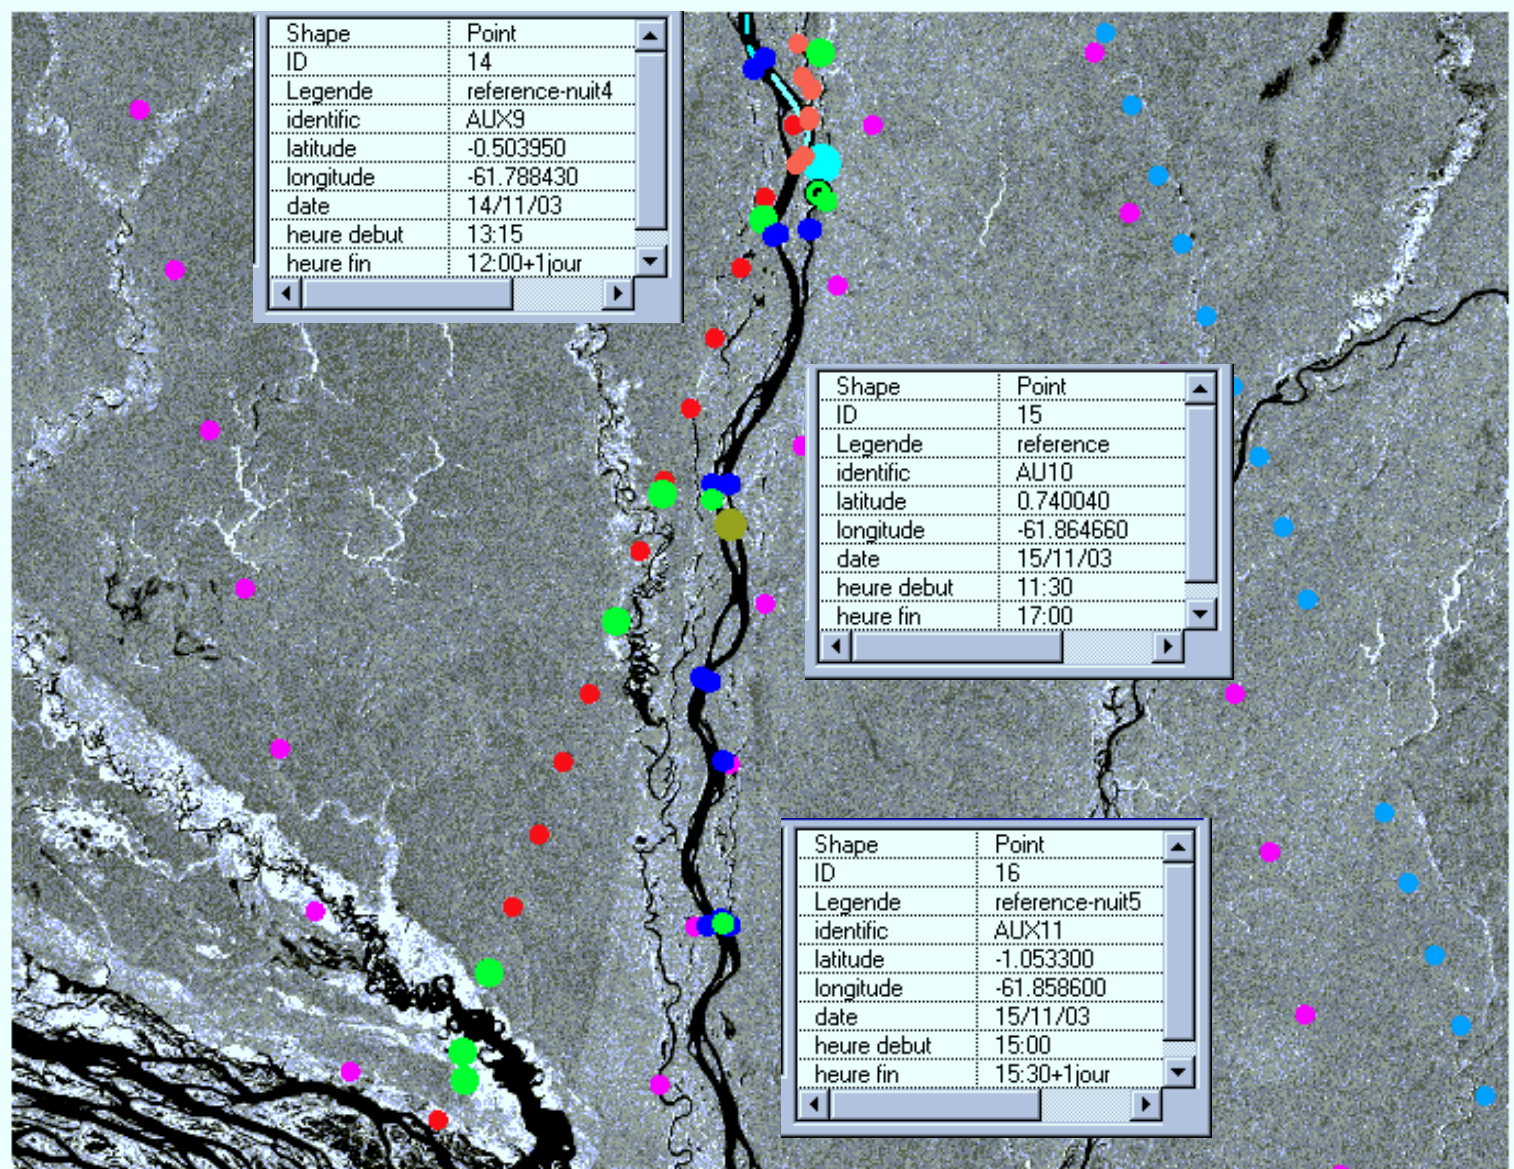 Shape Point
ID 14
Legende reference-nuit4
identific AUX9
latitude -0.503950
longitude -61.788430
date 14/11/03
heure debut 13:15
heure fin 12:00+1jour
Shape Point
ID 15
Legende reference
identific AU10
latitude 0.740040
longitude -61.864660
date 15/11/03
heure debut 11:30
heure fin 17:00
Shape Point
ID 16
Legende reference-nuit5
identific AUX11
latitude -1.053300
longitude -61.858600
date 15/11/03
heure debut 15:00
heure fin 15:30+1jour